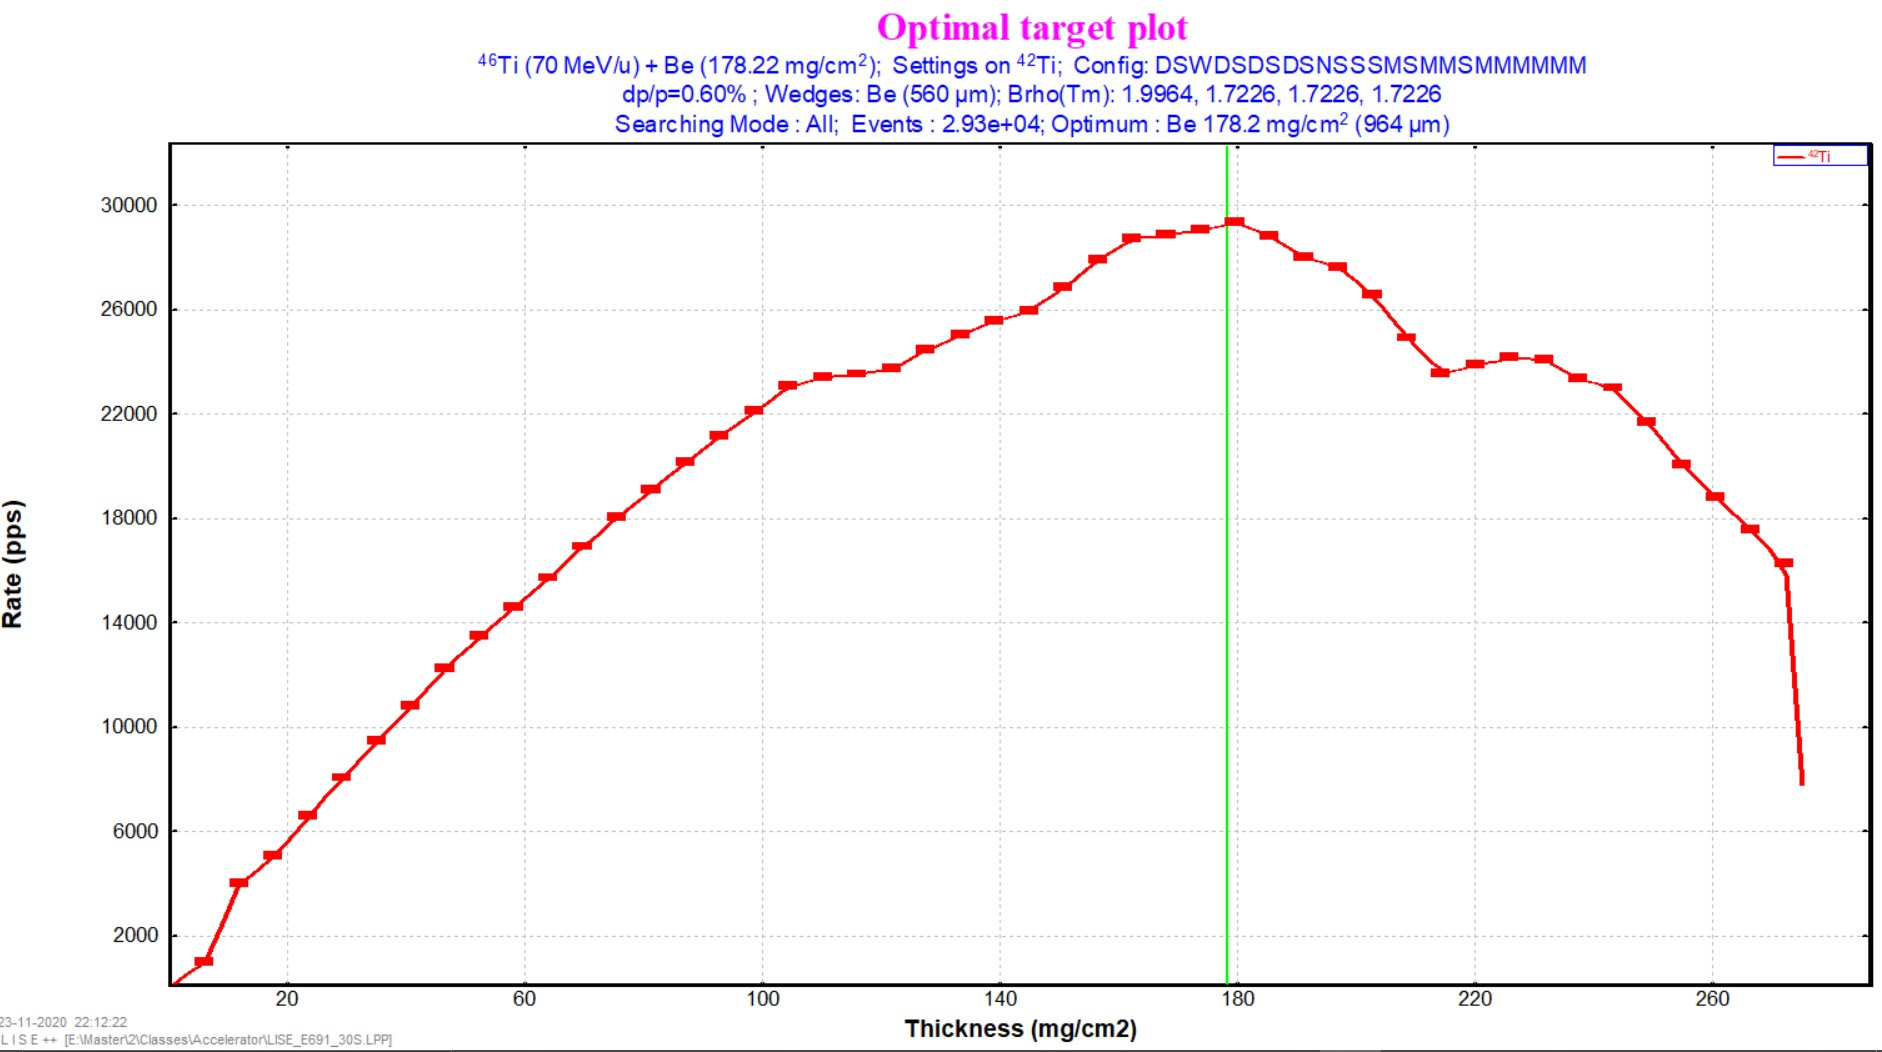 Optimal target plot
⁴⁶Ti (70 MeV/u) + Be (178.22 mg/cm²); Settings on ⁴²Ti; Config: DSWDSDSDSNSSSMSMMSMMMMMM
dp/p=0.60% ; Wedges: Be (560 µm); Brho(Tm): 1.9964, 1.7226, 1.7226, 1.7226
Searching Mode : All; Events : 2.93e+04; Optimum : Be 178.2 mg/cm² (964 µm)
⁴²Ti
30000
26000
22000
18000
14000
10000
6000
2000
Rate (pps)
20 60 100 140 180 220 260
Thickness (mg/cm2)
23-11-2020 22:12:22
L I S E ++ [E:\Master\2\Classes\Accelerator\LISE_E691_30S.LPP]